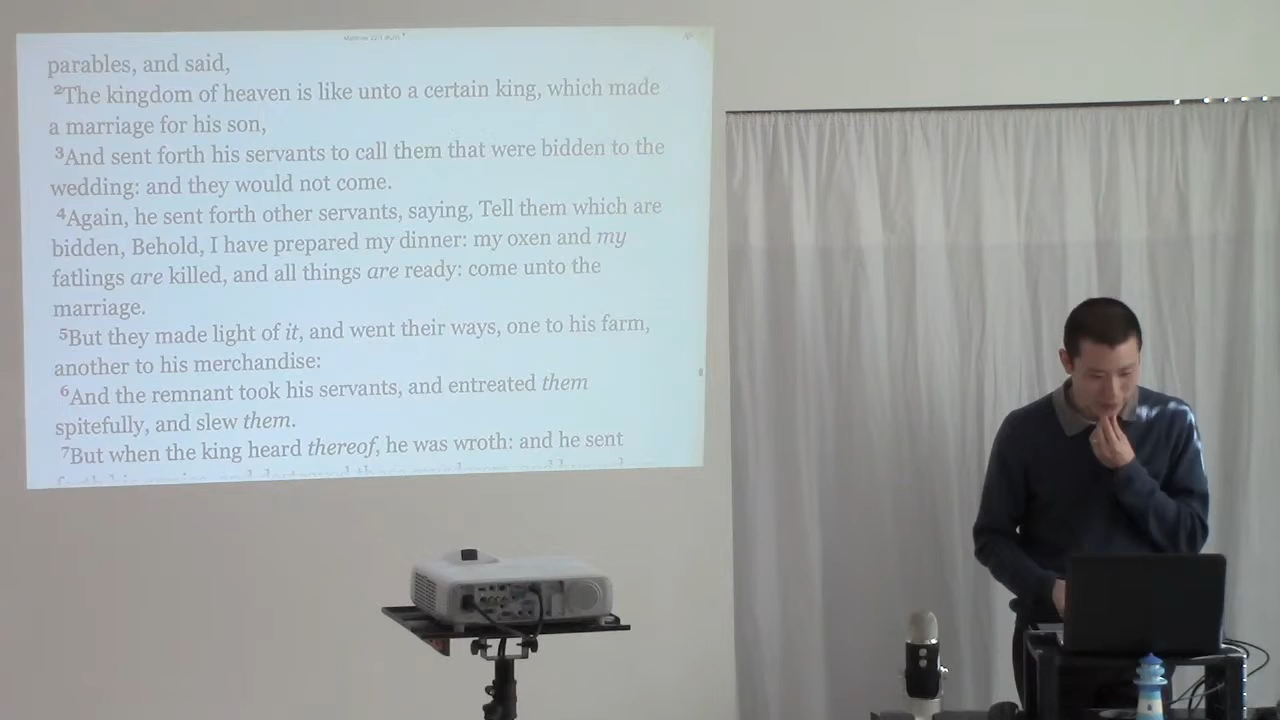 parables, and said,
²The kingdom of heaven is like unto a certain king, which made
a marriage for his son,
³And sent forth his servants to call them that were bidden to the
wedding: and they would not come.
⁴Again, he sent forth other servants, saying, Tell them which are
bidden, Behold, I have prepared my dinner: my oxen and my
fatlings are killed, and all things are ready: come unto the
marriage.
⁵But they made light of it, and went their ways, one to his farm,
another to his merchandise:
⁶And the remnant took his servants, and entreated them
spitefully, and slew them.
⁷But when the king heard thereof, he was wroth: and he sent